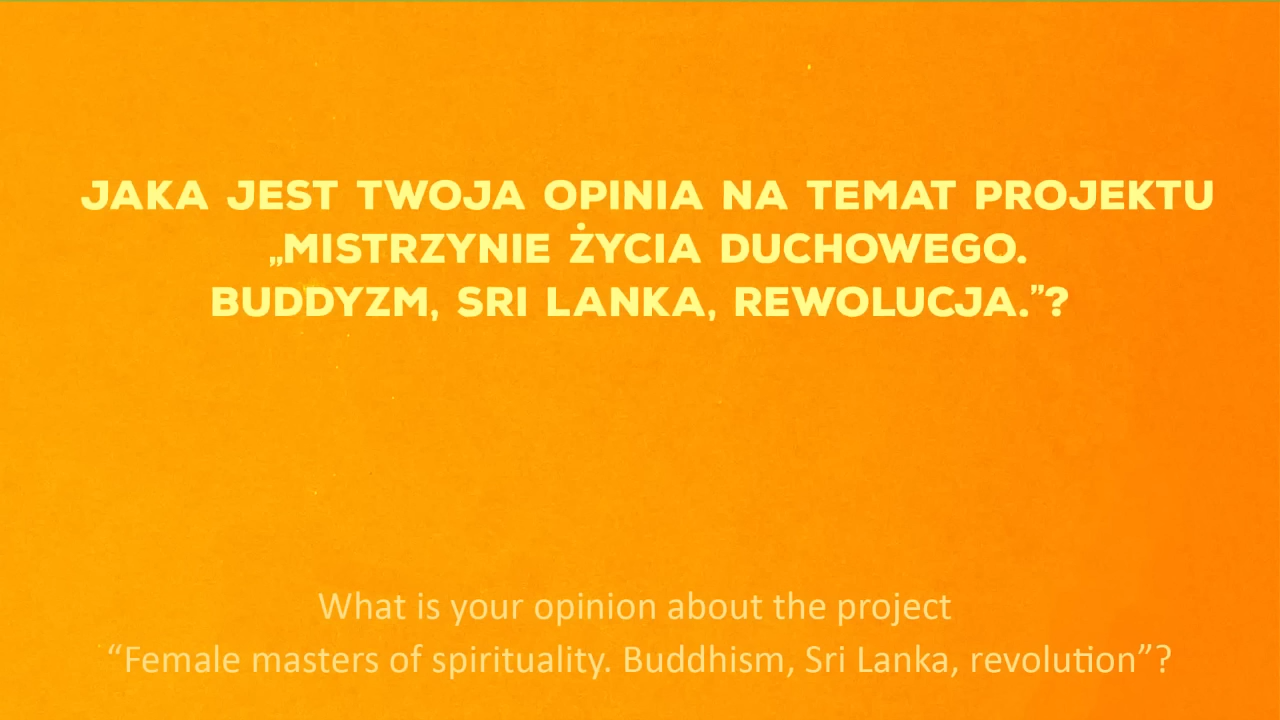 JAKA JEST TWOJA OPINIA NA TEMAT PROJEKTU
„MISTRZYNIE ŻYCIA DUCHOWEGO.
BUDDYZM, SRI LANKA, REWOLUCJA.”?
What is your opinion about the project
“Female masters of spirituality. Buddhism, Sri Lanka, revolution”?